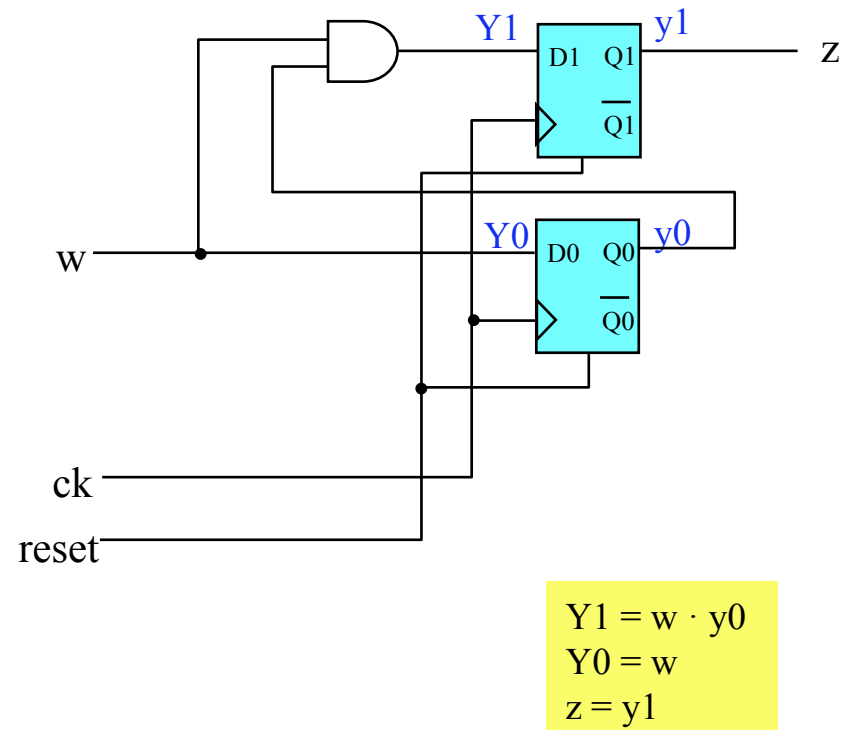 Y1
y1
D1 Q1
z
Q1
Y0
y0
w
D0 Q0
Q0
ck
reset
Y1 = w · y0
Y0 = w
z = y1